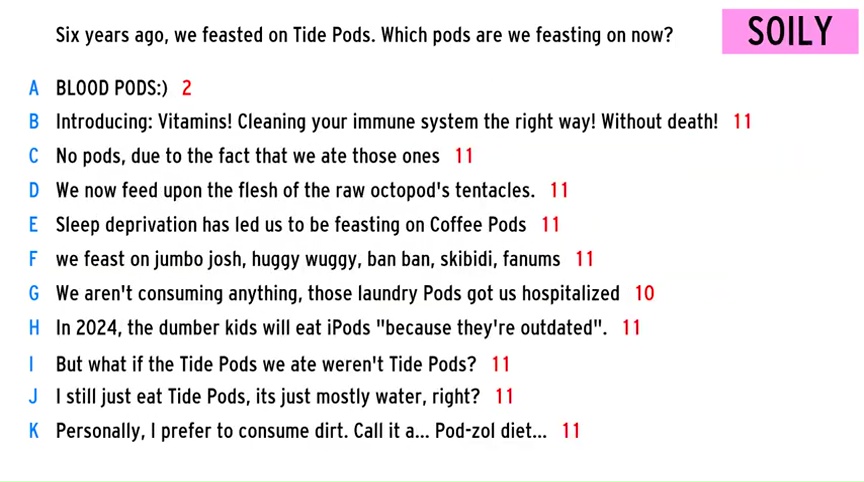 Six years ago, we feasted on Tide Pods. Which pods are we feasting on now? SOILY
A BLOOD PODS:) 2
B Introducing: Vitamins! Cleaning your immune system the right way! Without death! 11
C No pods, due to the fact that we ate those ones 11
D We now feed upon the flesh of the raw octopod's tentacles. 11
E Sleep deprivation has led us to be feasting on Coffee Pods 11
F we feast on jumbo josh, huggy wuggy, ban ban, skibidi, fanums 11
G We aren't consuming anything, those laundry Pods got us hospitalized 10
H In 2024, the dumber kids will eat iPods "because they're outdated". 11
I But what if the Tide Pods we ate weren't Tide Pods? 11
J I still just eat Tide Pods, its just mostly water, right? 11
K Personally, I prefer to consume dirt. Call it a... Pod-zol diet... 11